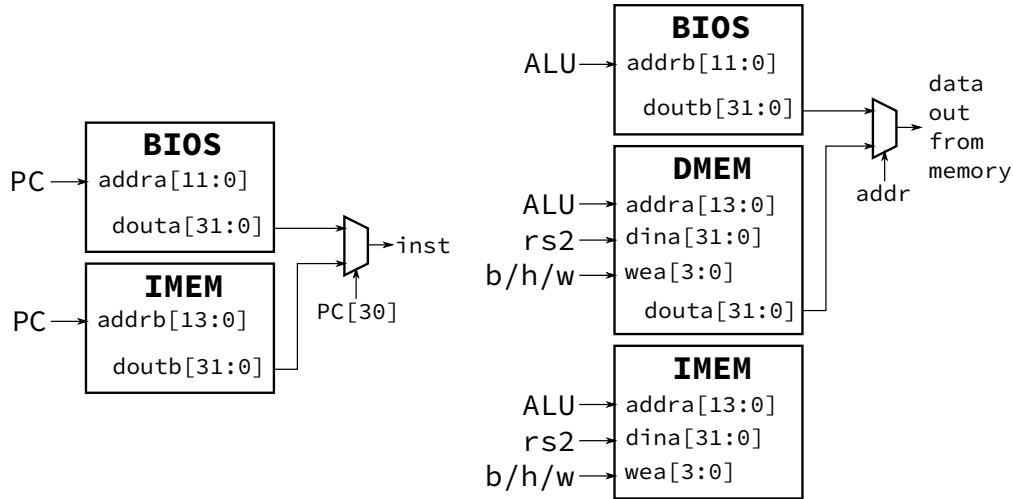 BIOS
PC
addra[11:0]
douta[31:0]
inst
IMEM
PC[30]
PC
addrb[13:0]
doutb[31:0]
BIOS
ALU
addrb[11:0]
doutb[31:0]
data
out
from
memory
addr
DMEM
ALU
addra[13:0]
rs2
dina[31:0]
b/h/w
wea[3:0]
douta[31:0]
IMEM
ALU
addra[13:0]
rs2
dina[31:0]
b/h/w
wea[3:0]